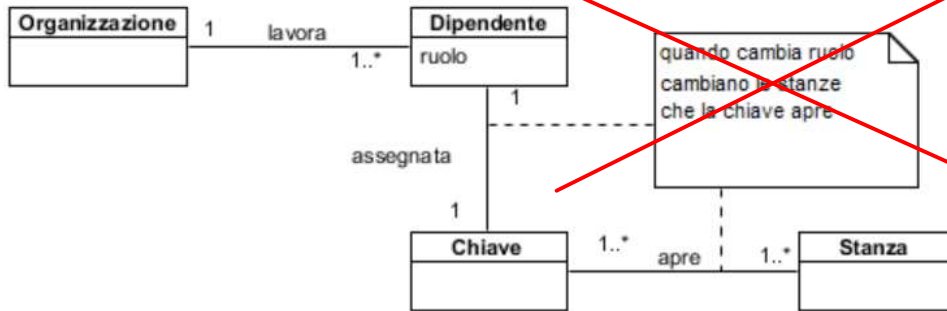 Organizzazione
1
lavora
1..*
Dipendente
ruolo
1
quando cambia ruolo
cambiano le stanze
che la chiave apre
assegnata
1
Chiave
1..*
apre
1..*
Stanza